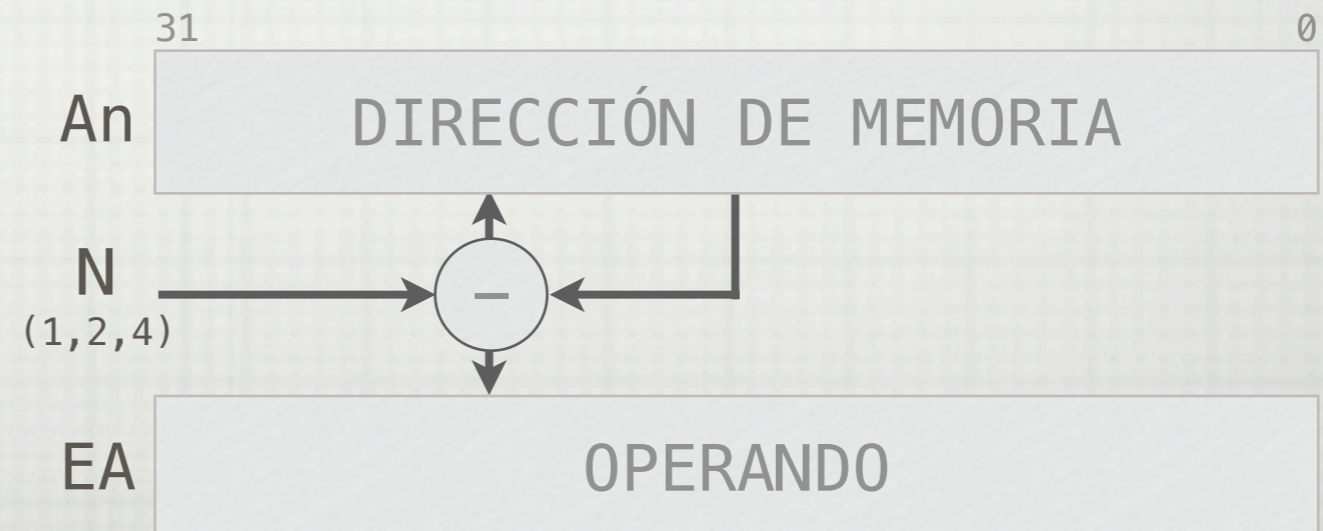 31 0
An DIRECCIÓN DE MEMORIA
N
(1,2,4)
−
EA OPERANDO